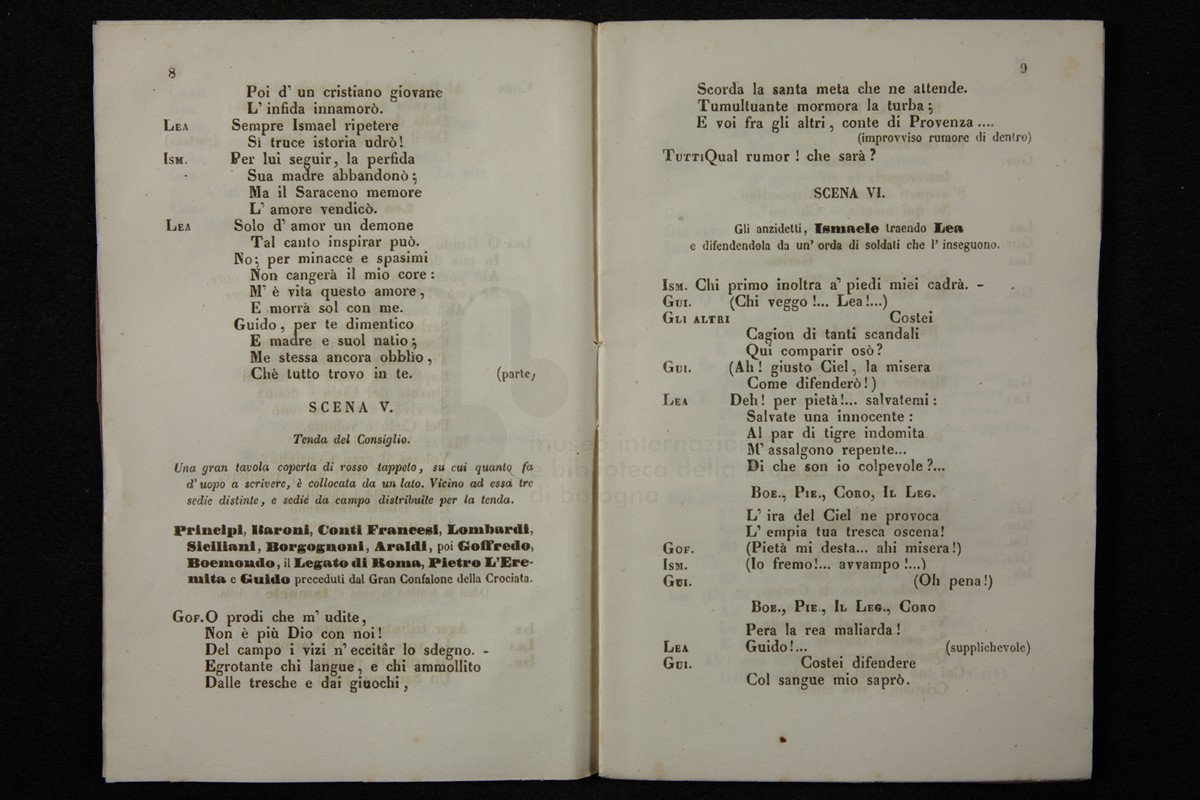 8
Poi d' un cristiano giovane
L' infida innamorò.
LEA Sempre Ismael ripetere
Sì truce istoria udrò!
ISM. Per lui seguir, la perfida
Sua madre abbandonò;
Ma il Saraceno memore
L' amore vendicò.
LEA Solo d' amor un demone
Tal canto inspirar può.
No; per minacce e spasimi
Non cangerà il mio core:
M' è vita questo amore,
E morrà sol con me.
Guido, per te dimentico
E madre e suol natio;
Me stessa ancora obblio,
Chè tutto trovo in te. (parte)
SCENA V.
Tenda del Consiglio.
Una gran tavola coperta di rosso tappeto, su cui quanto fa
d' uopo a scrivere, è collocata da un lato. Vicino ad essa tre
sedie distinte, e sedie da campo distribuite per la tenda.
Principi, Baroni, Conti Francesi, Lombardi,
Siciliani, Borgognoni, Araldi, poi Goffredo,
Boemondo, il Legato di Roma, Pietro L'Ere-
mita e Guido preceduti dal Gran Confalone della Crociata.
GOF. O prodi che m' udite,
Non è più Dio con noi!
Del campo i vizi n' eccitâr lo sdegno. -
Egrotante chi langue, e chi ammollito
Dalle tresche e dai giuochi,
9
Scorda la santa meta che ne attende.
Tumultuante mormora la turba;
E voi fra gli altri, conte di Provenza ....
(improvviso rumore di dentro)
TUTTI Qual rumor! che sarà?
SCENA VI.
Gli anzidetti, Ismaele traendo Lea
e difendendola da un' orda di soldati che l' inseguono.
ISM. Chi primo inoltra a' piedi miei cadrà. -
GUI. (Chi veggo!... Lea!...)
GLI ALTRI Costei
Cagion di tanti scandali
Qui comparir osò?
GUI. (Ah! giusto Ciel, la misera
Come difenderò!)
LEA Deh! per pietà!... salvatemi:
Salvate una innocente:
Al par di tigre indomita
M' assalgono repente...
Di che son io colpevole?...
BOE., PIE., CORO, IL LEG.
L' ira del Ciel ne provoca
L' empia tua tresca oscena!
GOF. (Pietà mi desta... ahi misera!)
ISM. (Io fremo!... avvampo!...)
GUI. (Oh pena!)
BOE., PIE., IL LEG., CORO
Pera la rea maliarda!
LEA Guido!... (supplichevole)
GUI. Costei difendere
Col sangue mio saprò.
museo internazi
e biblioteca della
di bologna